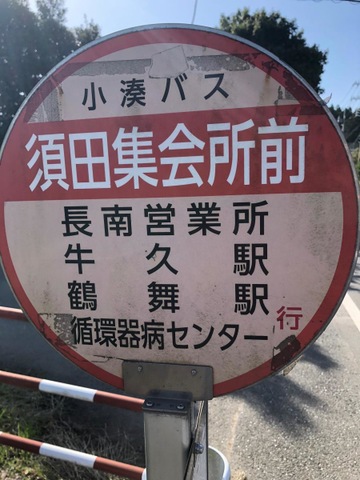 小湊バス
須田集会所前
長南営業所
牛久駅
鶴舞駅
循環器病センター
行